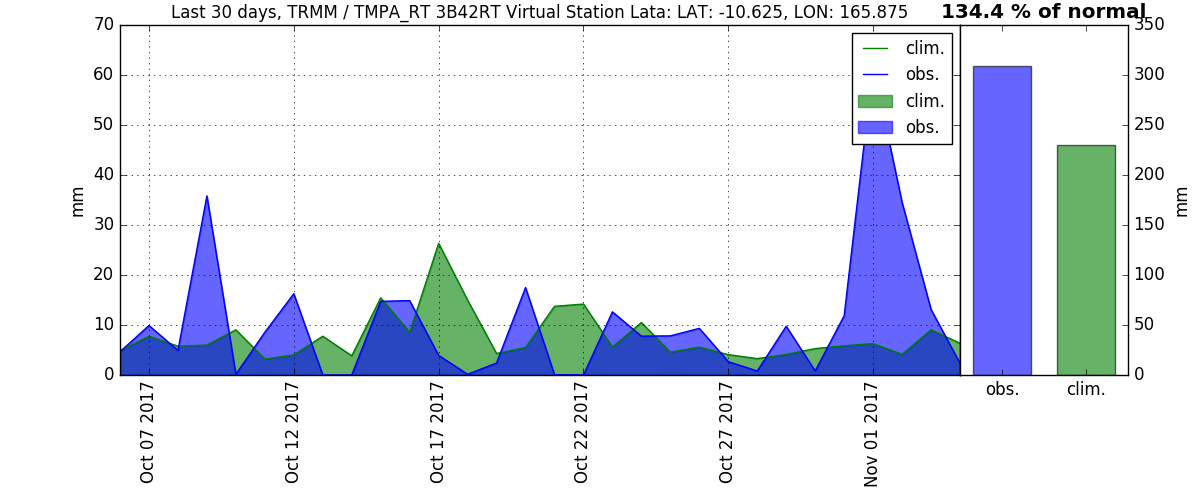 Last 30 days, TRMM / TMPA_RT 3B42RT Virtual Station Lata: LAT: -10.625, LON: 165.875
134.4 % of normal
70
60
50
40
30
20
10
0
mm
clim.
obs.
clim.
obs.
350
300
250
200
150
100
50
0
mm
obs.
clim.
Oct 07 2017
Oct 12 2017
Oct 17 2017
Oct 22 2017
Oct 27 2017
Nov 01 2017